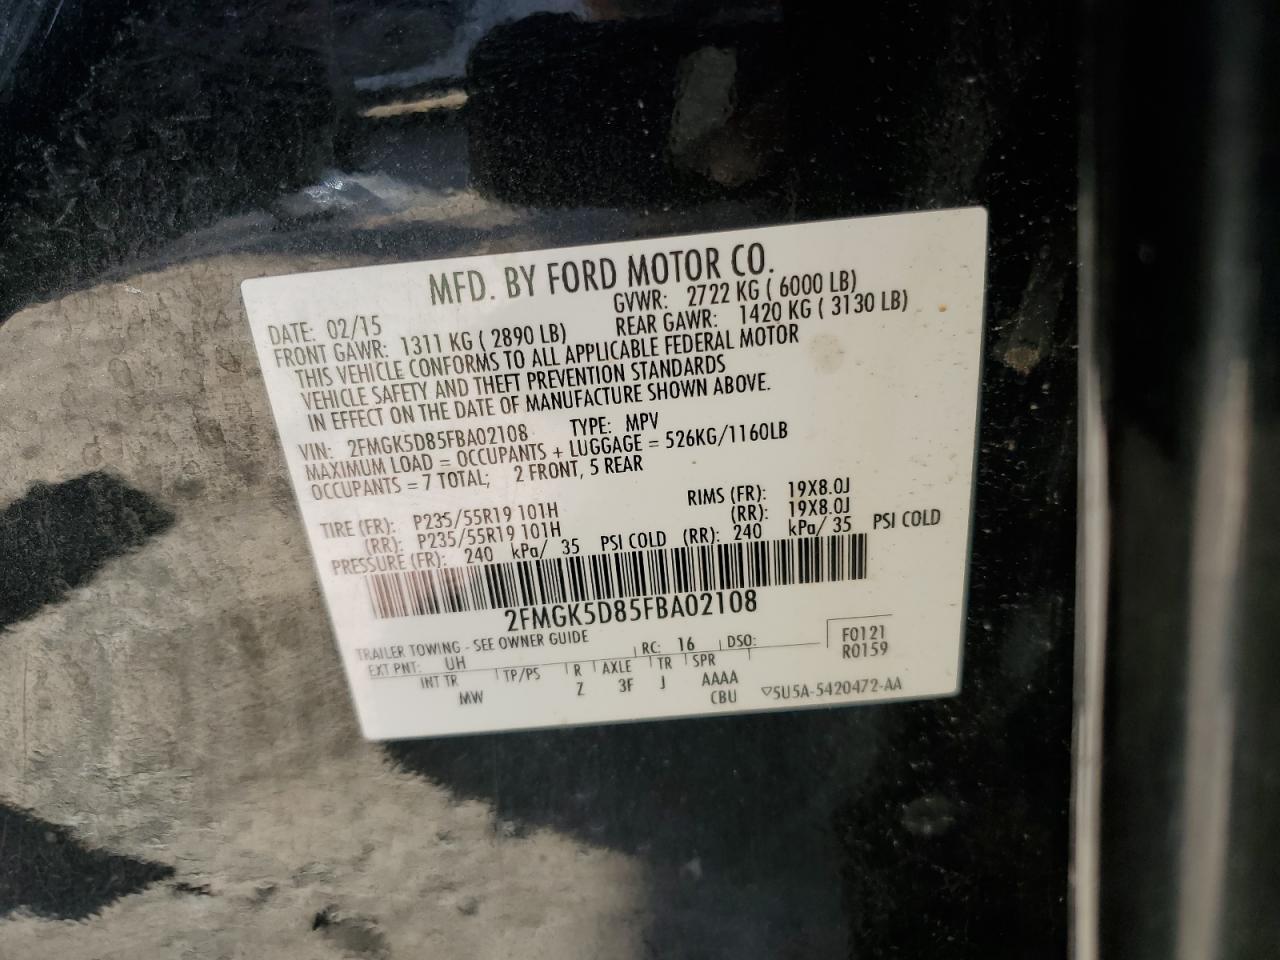 MFD. BY FORD MOTOR CO.
DATE: 02/15 GVWR: 2722 KG ( 6000 LB)
FRONT GAWR: 1311 KG ( 2890 LB) REAR GAWR: 1420 KG ( 3130 LB)
THIS VEHICLE CONFORMS TO ALL APPLICABLE FEDERAL MOTOR
VEHICLE SAFETY AND THEFT PREVENTION STANDARDS
IN EFFECT ON THE DATE OF MANUFACTURE SHOWN ABOVE.
VIN: 2FMGK5D85FBA02108 TYPE: MPV
MAXIMUM LOAD = OCCUPANTS + LUGGAGE = 526KG/1160LB
OCCUPANTS = 7 TOTAL; 2 FRONT, 5 REAR
TIRE (FR): P235/55R19 101H RIMS (FR): 19X8.0J
(RR): P235/55R19 101H (RR): 19X8.0J
PRESSURE (FR): 240 kPa/ 35 PSI COLD (RR): 240 kPa/ 35 PSI COLD
2FMGK5D85FBA02108
TRAILER TOWING - SEE OWNER GUIDE
EXT PNT: UH RC: 16 DSO: F0121
INT TR TP/PS R AXLE TR SPR R0159
MW Z 3F J AAAA
CBU ▽5U5A-5420472-AA